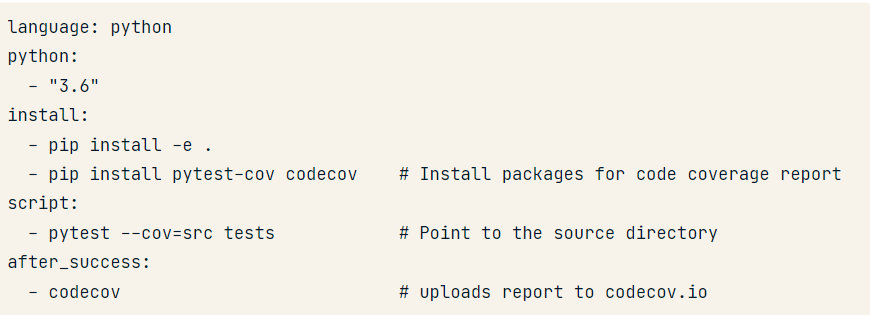 language: python
python:
  - "3.6"
install:
  - pip install -e .
  - pip install pytest-cov codecov    # Install packages for code coverage report
script:
  - pytest --cov=src tests            # Point to the source directory
after_success:
  - codecov                           # uploads report to codecov.io